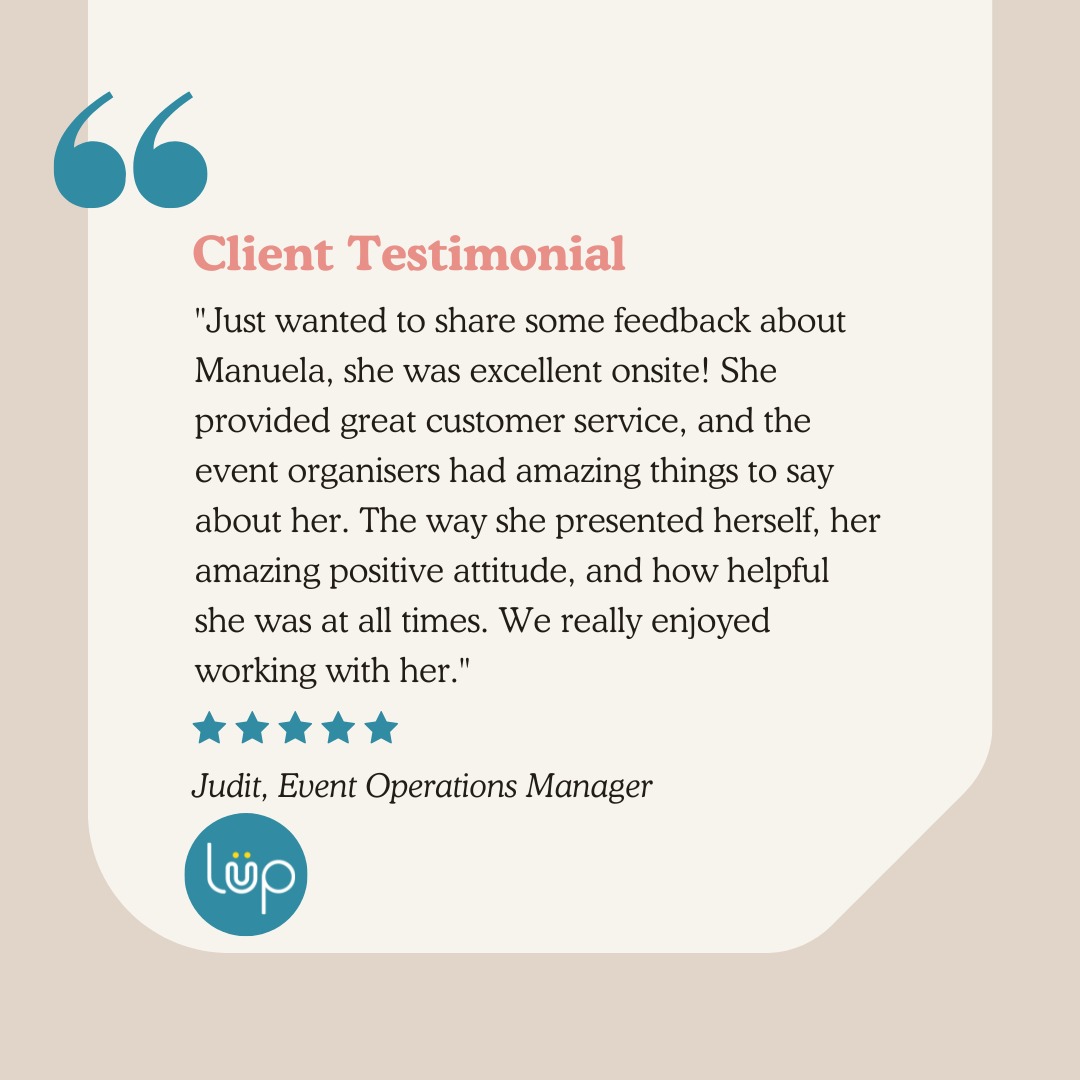 “
Client Testimonial
"Just wanted to share some feedback about
Manuela, she was excellent onsite! She
provided great customer service, and the
event organisers had amazing things to say
about her. The way she presented herself, her
amazing positive attitude, and how helpful
she was at all times. We really enjoyed
working with her."
Judit, Event Operations Manager
lüp